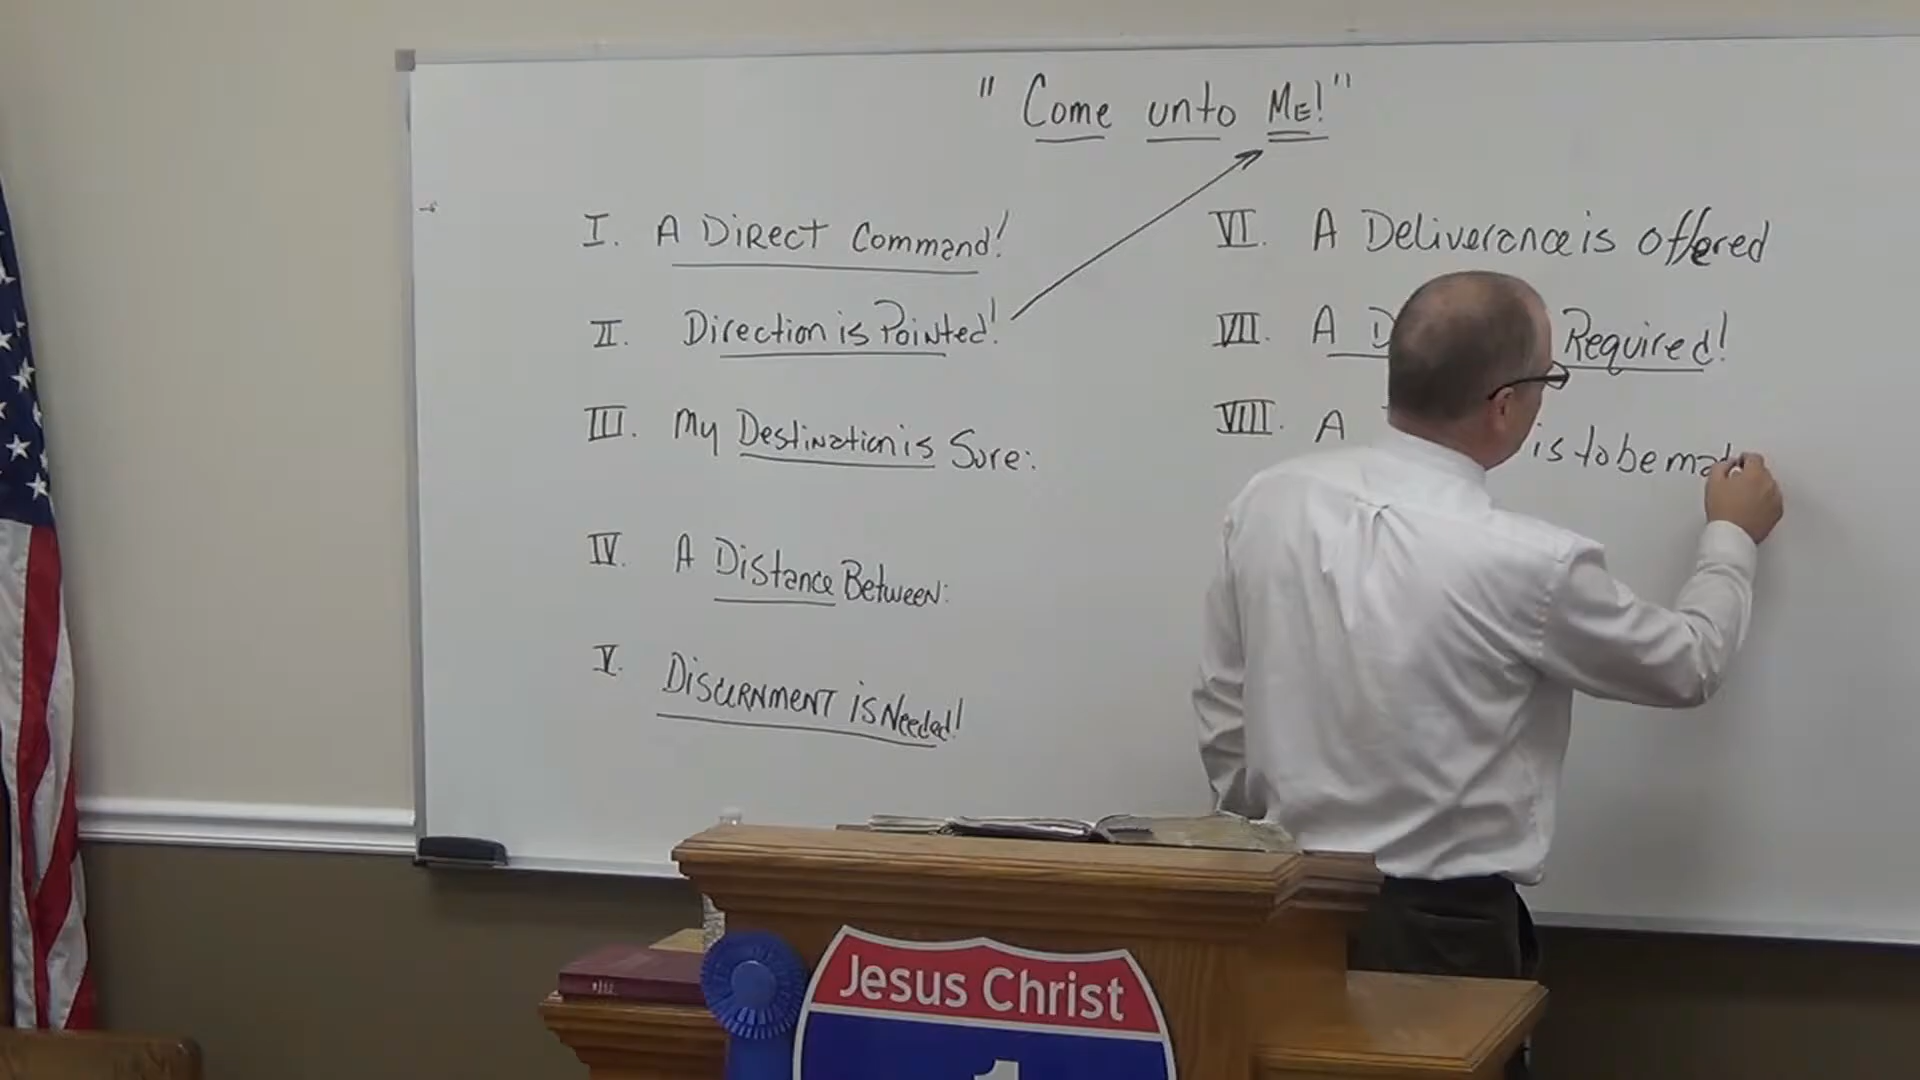 "Come unto ME!"
I. A Direct Command!
II. Direction is Pointed!
III. My Destination is Sure:
IV. A Distance Between:
V. Discernment is Needed!
VI. A Deliverance is offered
VII. A Required!
VIII. A is to be
Jesus Christ
1